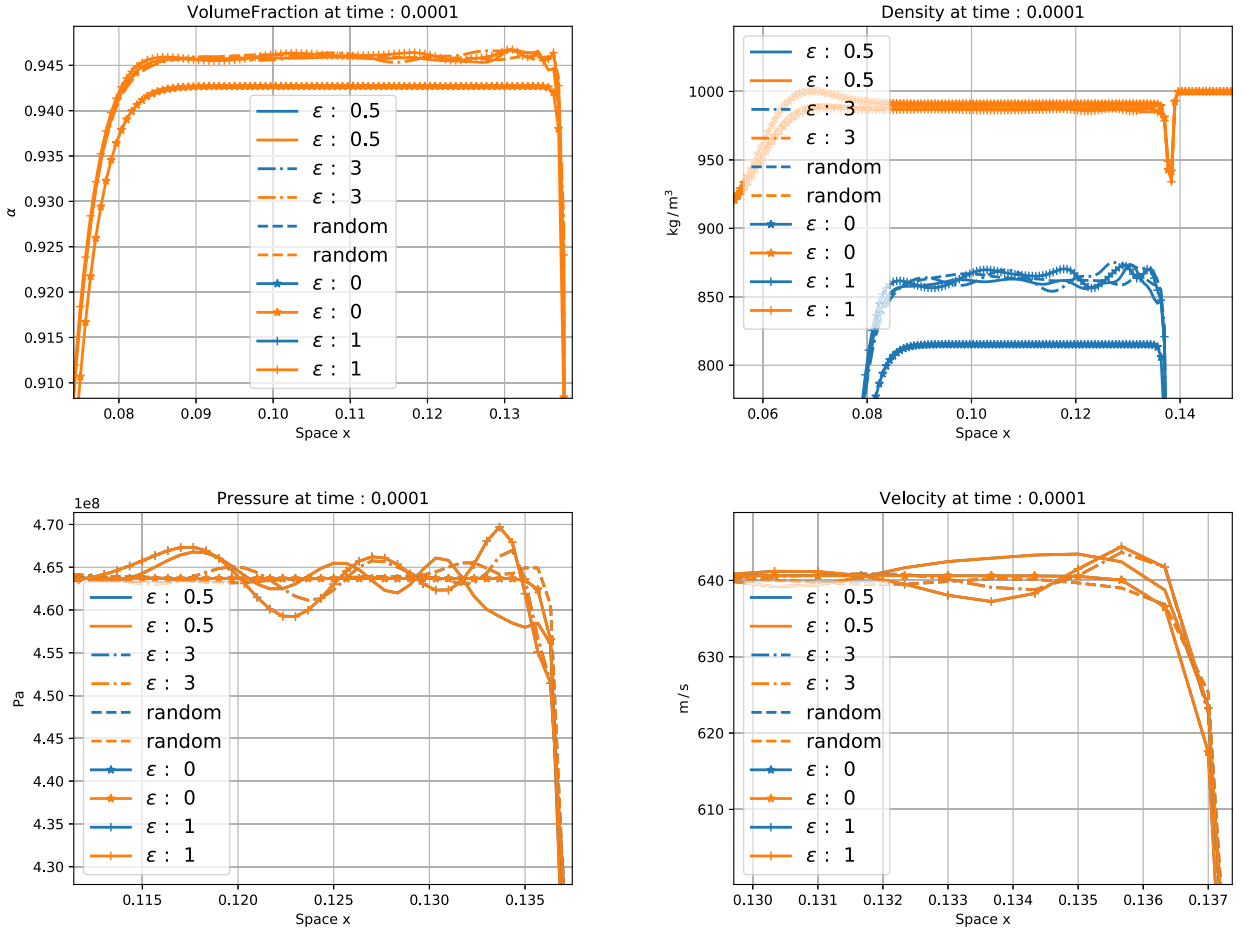 VolumeFraction at time : 0.0001
α
0.945
0.940
0.935
0.930
0.925
0.920
0.915
0.910
ε : 0.5
ε : 0.5
ε : 3
ε : 3
random
random
ε : 0
ε : 0
ε : 1
ε : 1
0.08 0.09 0.10 0.11 0.12 0.13
Space x
Density at time : 0.0001
kg/m³
1000
950
900
850
800
ε : 0.5
ε : 0.5
ε : 3
ε : 3
random
random
ε : 0
ε : 0
ε : 1
ε : 1
0.06 0.08 0.10 0.12 0.14
Space x
Pressure at time : 0.0001
1e8
Pa
4.70
4.65
4.60
4.55
4.50
4.45
4.40
4.35
4.30
ε : 0.5
ε : 0.5
ε : 3
ε : 3
random
random
ε : 0
ε : 0
ε : 1
ε : 1
0.115 0.120 0.125 0.130 0.135
Space x
Velocity at time : 0.0001
m/s
640
630
620
610
ε : 0.5
ε : 0.5
ε : 3
ε : 3
random
random
ε : 0
ε : 0
ε : 1
ε : 1
0.130 0.131 0.132 0.133 0.134 0.135 0.136 0.137
Space x